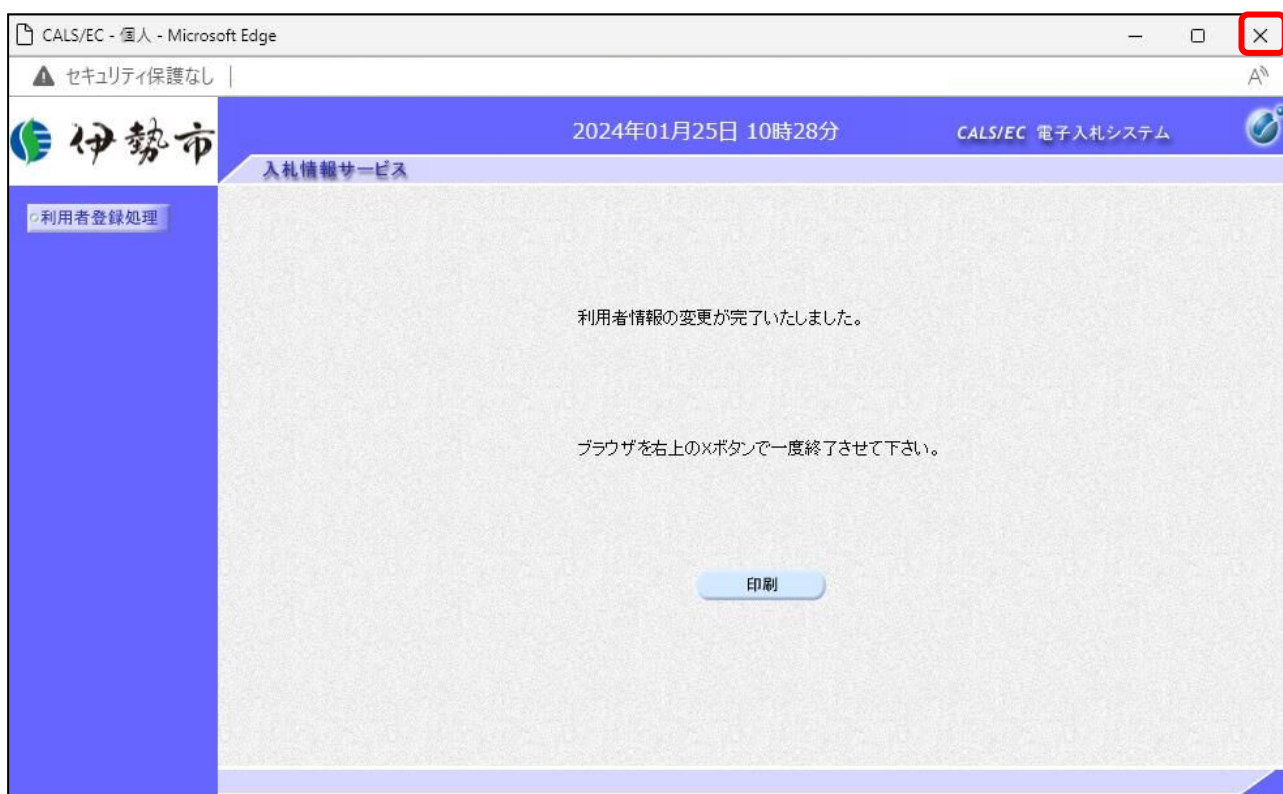 CALS/EC - 個人 - Microsoft Edge
セキュリティ保護なし
伊勢市
2024年01月25日 10時28分
CALS/EC 電子入札システム
入札情報サービス
利用者登録処理
利用者情報の変更が完了いたしました。
ブラウザを右上の×ボタンで一度終了させて下さい。
印刷